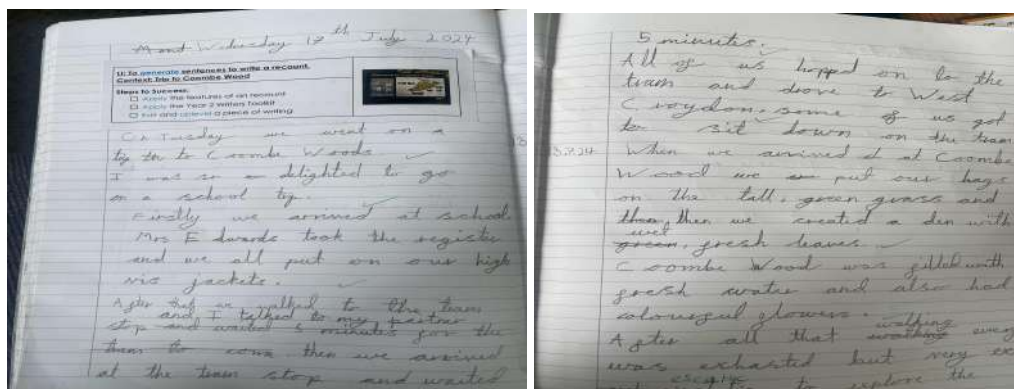 Wednesday 17th July 2024
LI: To generate sentences to write a recount.
Context: Trip to Coombe Wood
Steps to Success:
Apply the features of an recount
Apply the Year 2 Writers Toolkit
Edit and uplevel a piece of writing
On Tuesday we went on a
to Coombe Woods
I was so delighted to go
on a school trip.
Firstly we arrived at school
Mrs Edwards took the register
and we all put on our high
vis jackets.
After that we walked to the tram
and I talked to my partner
stop and waited 5 minutes for the
tram to come. then we arrived
at the tram stop and waited
5 minutes.
All of us hopped on to the
tram and drove to West
Croydon. some of us got
to sit down on the tram
When we arrived at Coombe
Wood we put our bags
on the tall, green grass and
then, then we created a den with
wet
green, fresh leaves.
Coombe Wood was filled with
fresh water and also had
colourful flowers.
walking
After all that every
was exhasted but very
explore the